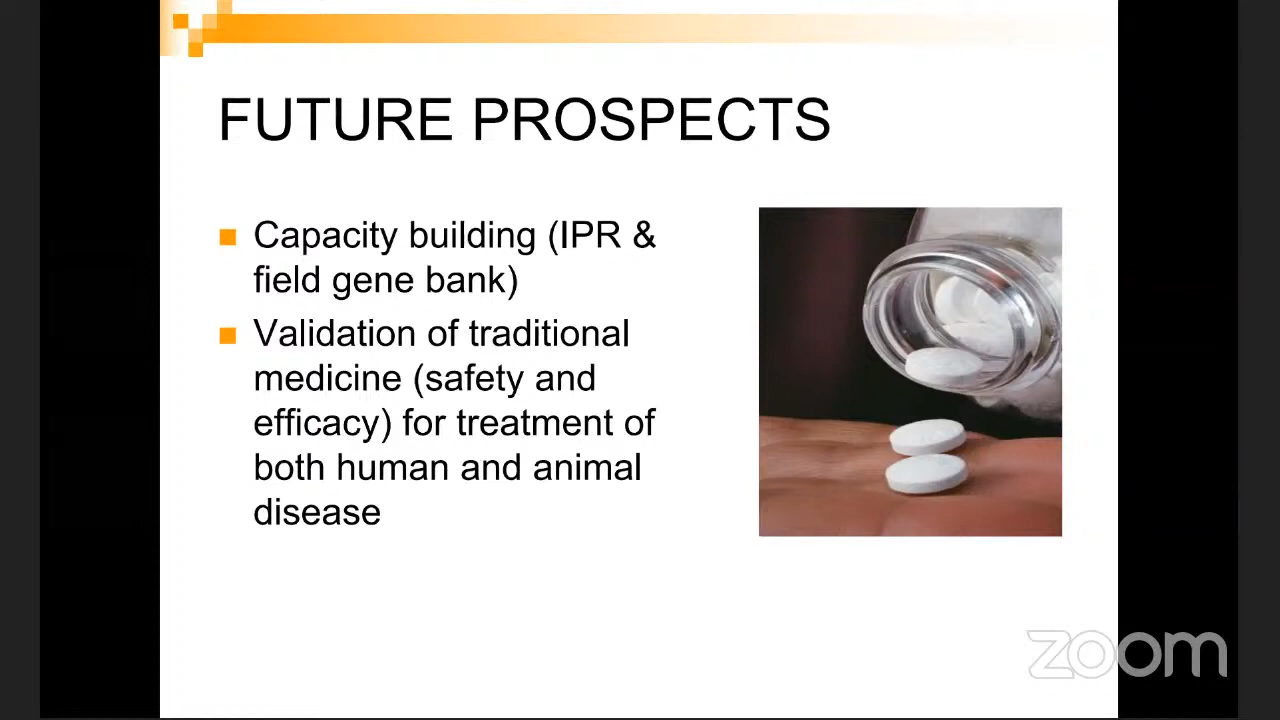 FUTURE PROSPECTS
Capacity building (IPR &
field gene bank)
Validation of traditional
medicine (safety and
efficacy) for treatment of
both human and animal
disease
zoom